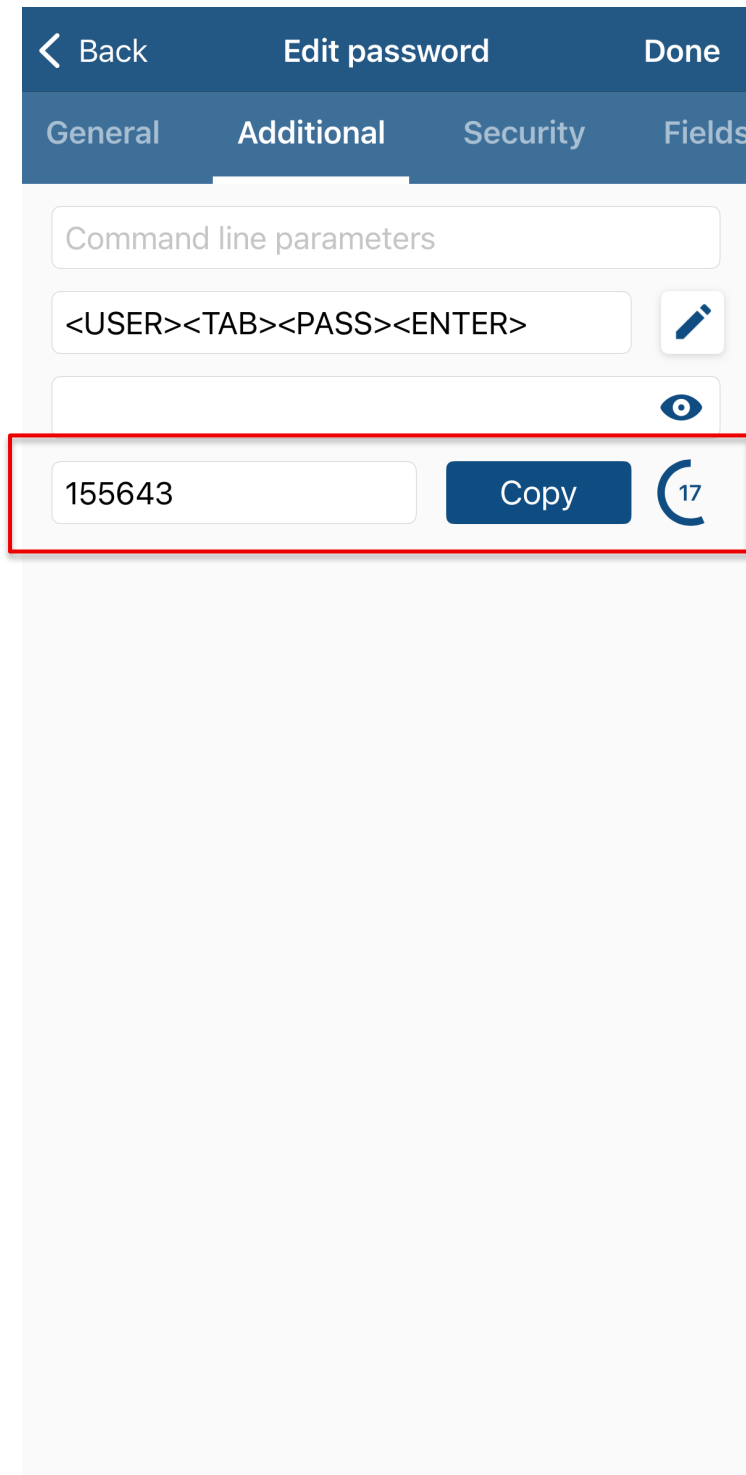 Back Edit password Done
General Additional Security Fields
Command line parameters
<USER><TAB><PASS><ENTER>
155643 Copy 17